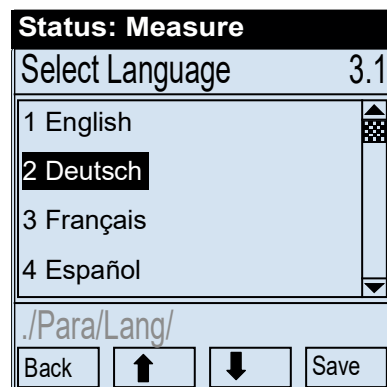 Status: Measure
Select Language 3.1
1 English
2 Deutsch
3 Français
4 Español
./Para/Lang/
Back Save